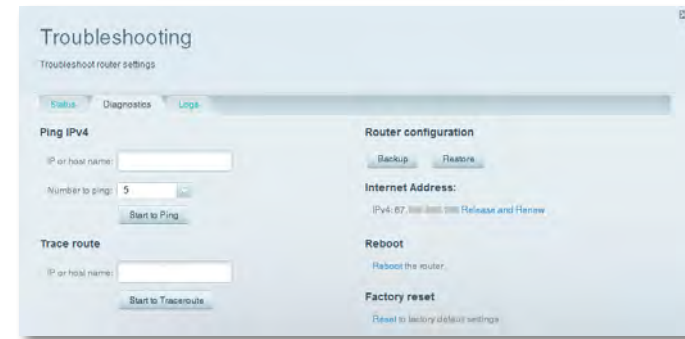 Troubleshooting
Troubleshoot router settings
Status
Diagnostics
Logs
Ping IPv4
IP or host name:
Number to ping: 5
Start to Ping
Trace route
IP or host name:
Start to Traceroute
Router configuration
Backup
Restore
Internet Address:
IPv4: 67. Release and Renew
Reboot
Reboot the router.
Factory reset
Reset to factory default settings